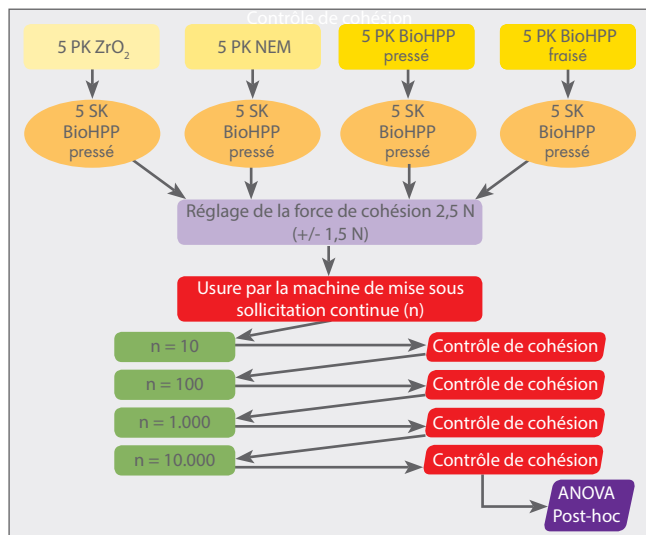 Contrôle de cohésion
5 PK ZrO₂
5 PK NEM
5 PK BioHPP
pressé
5 PK BioHPP
fraisé
5 SK
BioHPP
pressé
5 SK
BioHPP
pressé
5 SK
BioHPP
pressé
5 SK
BioHPP
pressé
Réglage de la force de cohésion 2,5 N
(+/- 1,5 N)
Usure par la machine de mise sous
sollicitation continue (n)
n = 10
Contrôle de cohésion
n = 100
Contrôle de cohésion
n = 1.000
Contrôle de cohésion
n = 10.000
Contrôle de cohésion
ANOVA
Post-hoc